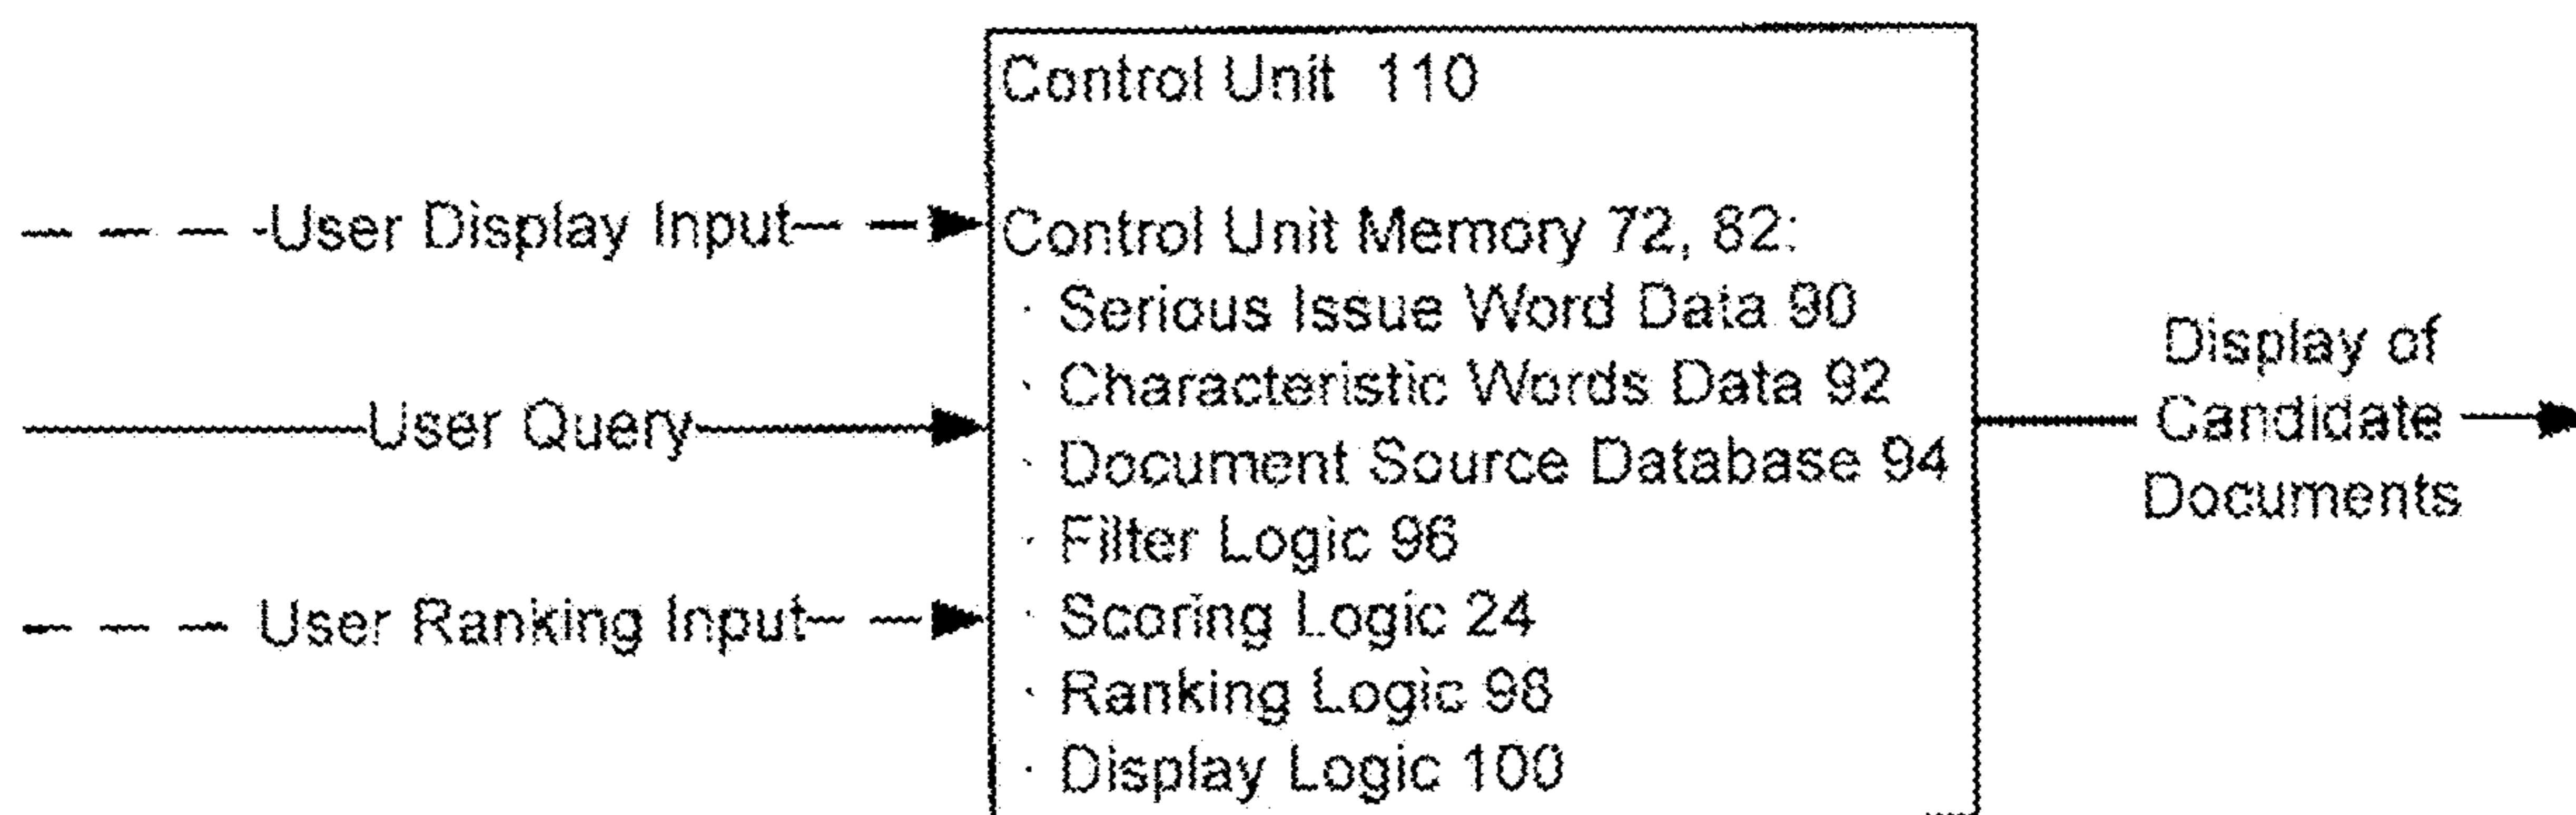 Control Unit 110
User Display Input
Control Unit Memory 72, 82:
· Serious Issue Word Data 90
· Characteristic Words Data 92
· Document Source Database 94
· Filter Logic 96
· Scoring Logic 24
· Ranking Logic 98
· Display Logic 100
User Query
User Ranking Input
Display of
Candidate
Documents